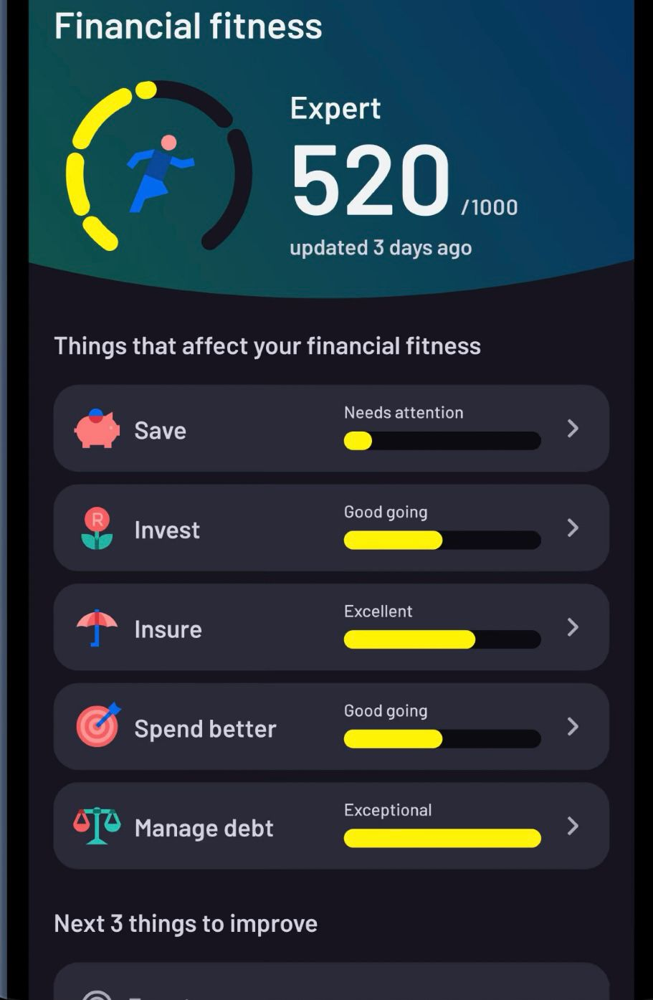 Financial fitness
Expert
520 /1000
updated 3 days ago
Things that affect your financial fitness
Save
Needs attention
R
Invest
Good going
Insure
Excellent
Spend better
Good going
Manage debt
Exceptional
Next 3 things to improve